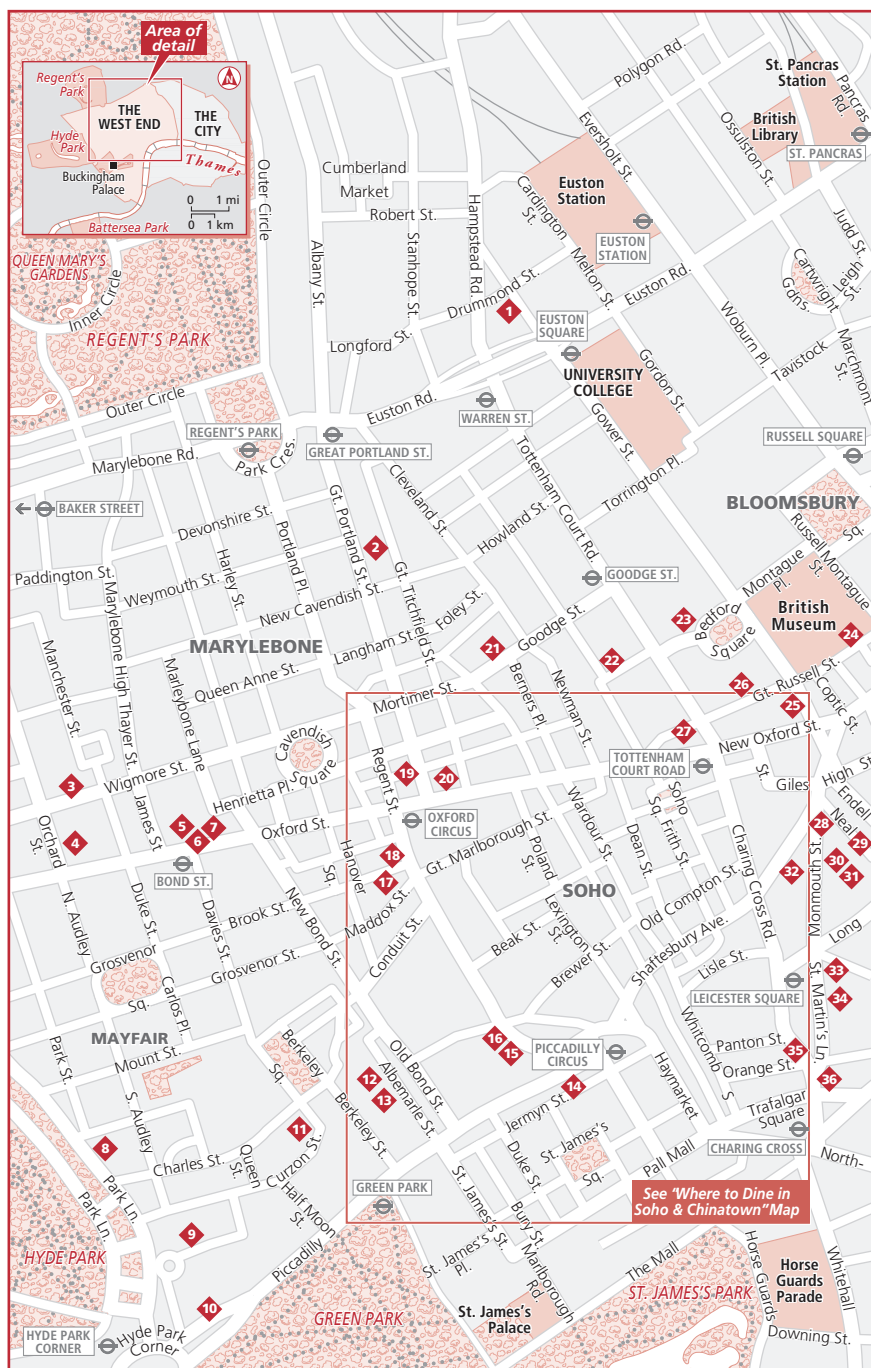 Area of
detail
Regent's
Park
N
THE
WEST END
THE
CITY
Hyde
Park
Thames
Buckingham
Palace
0 1 mi
0 1 km
Battersea Park
St. Pancras
Station
Polygon Rd.
Pancras
Rd.
British
Library
Ossulston St.
ST. PANCRAS
Eversholt St.
Outer Circle
Cumberland
Market
Robert St.
Hampstead Rd.
Cardington
St.
Euston
Station
EUSTON
STATION
Judd St.
Leigh
St.
Cartwright
Gdns.
QUEEN MARY'S
GARDENS
Inner Circle
Albany St.
Stanhope St.
Melton St.
Euston Rd.
Drummond St.
1
EUSTON
SQUARE
REGENT'S PARK
Longford St.
Woburn Pl.
Tavistock
Marchmont
St.
UNIVERSITY
COLLEGE
Gordon St.
Outer Circle
Euston Rd.
WARREN ST.
Gower St.
REGENT'S PARK
Park Cres.
GREAT PORTLAND ST.
RUSSELL SQUARE
Marylebone Rd.
Cleveland St.
Tottenham Court Rd.
Torrington Pl.
BAKER STREET
Devonshire St.
Portland Pl.
Gt. Portland St.
Howland St.
BLOOMSBURY
Russell
Sq.
2
Paddington St.
Weymouth St.
Harley St.
New Cavendish St.
Gt. Titchfield St.
GOODGE ST.
Montague
Pl.
Montague
St.
British
Museum
Marylebone High
Thayer St.
Foley St.
Goodge St.
23
Bedford
Square
24
MARYLEBONE
Langham St.
21
22
Manchester St.
Marleybone Lane
Queen Anne St.
Mortimer St.
Berners Pl.
Newman St.
26
Gt. Russell St.
25
Coptic St.
Cavendish
Square
27
New Oxford St.
TOTTENHAM
COURT ROAD
3
Wigmore St.
Henrietta Pl.
Regent St.
19
20
St.
Giles
High St.
Endell
Orchard
St.
4
James St.
5
6
7
Oxford St.
OXFORD
CIRCUS
Gt. Marlborough St.
Wardour St.
Soho
Sq.
Frith St.
Dean St.
Charing Cross Rd
28
Neal
29
30
31
BOND ST.
Hanover
Sq.
18
17
Poland
St.
SOHO
32
Monmouth St.
N. Audley
Duke St.
Davies St.
New Bond St.
Brook St.
Maddox St.
Lexington
St.
Old Compton St.
Grosvenor
Sq.
Grosvenor St.
Conduit St.
Beak St.
Brewer St.
Shaftesbury Ave.
Lisle St.
Long
33
LEICESTER SQUARE
34
St. Martin's Ln.
Carlos Pl.
MAYFAIR
Park St.
Mount St.
Berkeley
Sq.
Old Bond St.
16
15
PICCADILLY
CIRCUS
Whitcomb
S
Panton St.
35
Orange St.
36
12
13
Albemarle St.
14
Haymarket
Trafalgar
Square
S. Audley
11
Berkeley St.
Jermyn St.
St. James's
Sq.
CHARING CROSS
8
Charles St.
Queen
St.
Curzon St.
Duke St.
Pall Mall
North-
Park Ln.
Park Ln.
Half Moon
St.
GREEN PARK
St. James's St.
Bury St.
See "Where to Dine in
Soho & Chinatown" Map
9
Piccadilly
St. James's
Pl.
Marlborough
Rd.
The Mall
HYDE PARK
10
Horse
Guards
Parade
Horse Guards
Whitehall
GREEN PARK
St. James's
Palace
ST. JAMES'S PARK
HYDE PARK
CORNER
Hyde Park
Corner
Downing St.